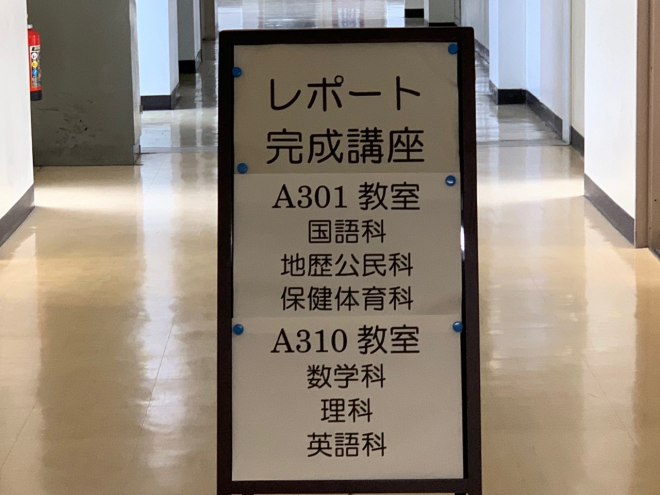 レポート
完成講座
A301 教室
国語科
地歴公民科
保健体育科
A310 教室
数学科
理科
英語科